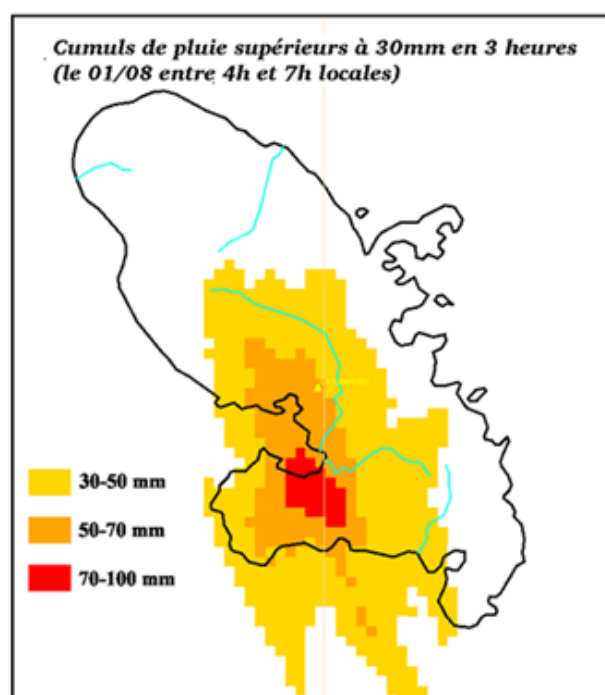 Cumuls de pluie supérieurs à 30mm en 3 heures
(le 01/08 entre 4h et 7h locales)
30-50 mm
50-70 mm
70-100 mm